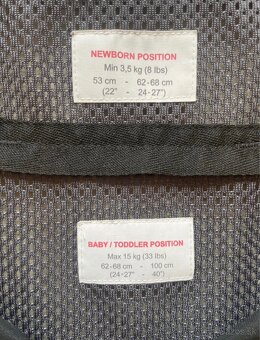 NEWBORN POSITION
Min 3,5 kg (8 lbs)
53 cm - 62-68 cm
(22" - 24-27")
BABY / TODDLER POSITION
Max 15 kg (33 lbs)
62-68 cm - 100 cm
(24-27" - 40")